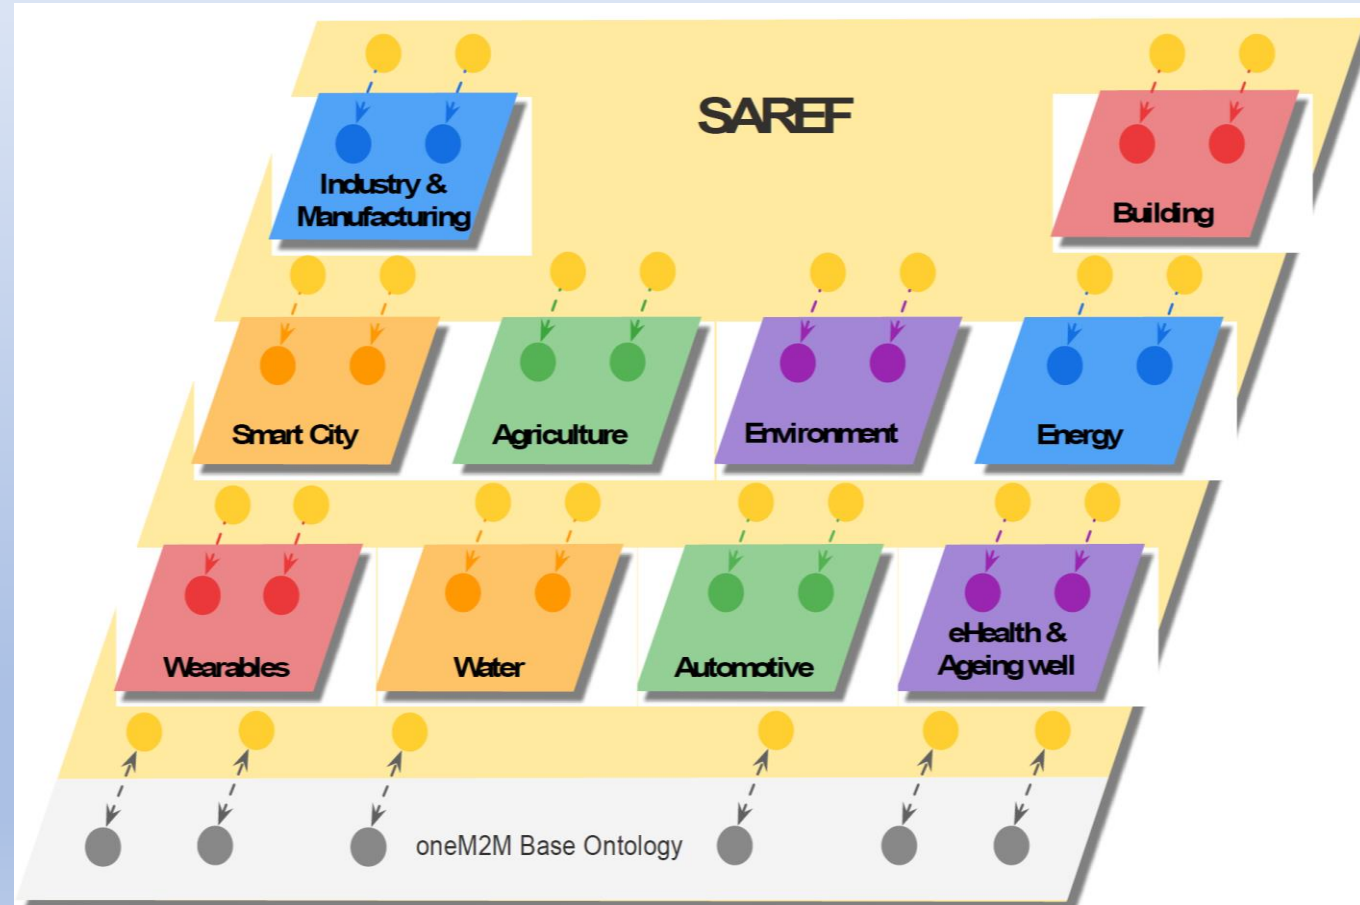 SAREF
Industry &
Manufacturing
Building
Smart City
Agriculture
Environment
Energy
Wearables
Water
Automotive
eHealth &
Ageing well
oneM2M Base Ontology